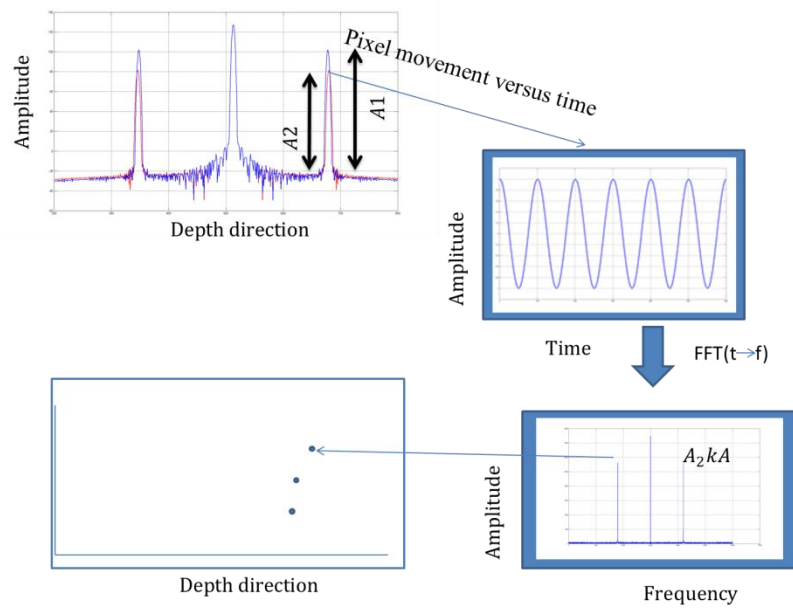 Amplitude
A2
A1
Depth direction
Pixel movement versus time
Amplitude
Time
FFT(t→f)
Amplitude
A₂kA
Frequency
Depth direction